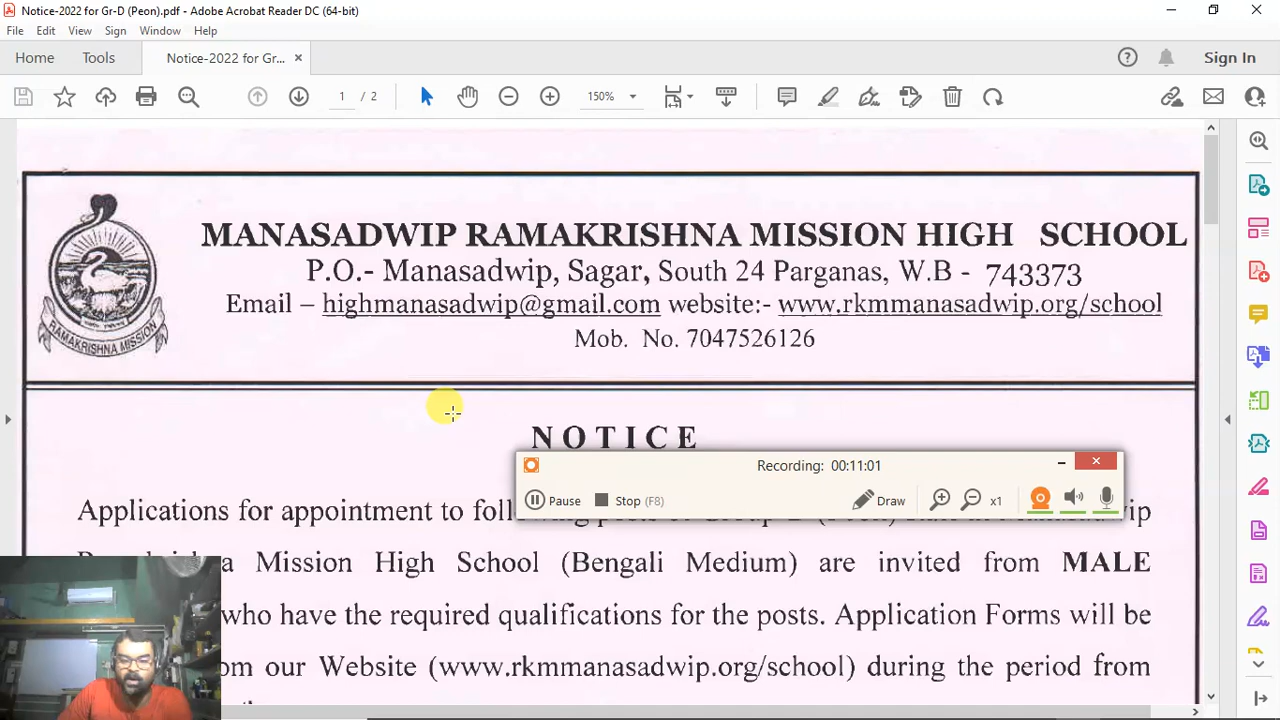 Notice-2022 for Gr-D (Peon).pdf - Adobe Acrobat Reader DC (64-bit)
File Edit View Sign Window Help
Home Tools Notice-2022 for Gr-D (Peon... × Sign In
1 / 2 150%
MANASADWIP RAMAKRISHNA MISSION HIGH SCHOOL
P.O.- Manasadwip, Sagar, South 24 Parganas, W.B - 743373
Email – highmanasadwip@gmail.com website:- www.rkmmanasadwip.org/school
Mob. No. 7047526126
RAMAKRISHNA MISSION
NOTICE
Recording: 00:11:01
Pause Stop (F8) Draw x1
Applications for appointment to
Mission High School (Bengali Medium) are invited from MALE
who have the required qualifications for the posts. Application Forms will be
our Website (www.rkmmanasadwip.org/school) during the period from